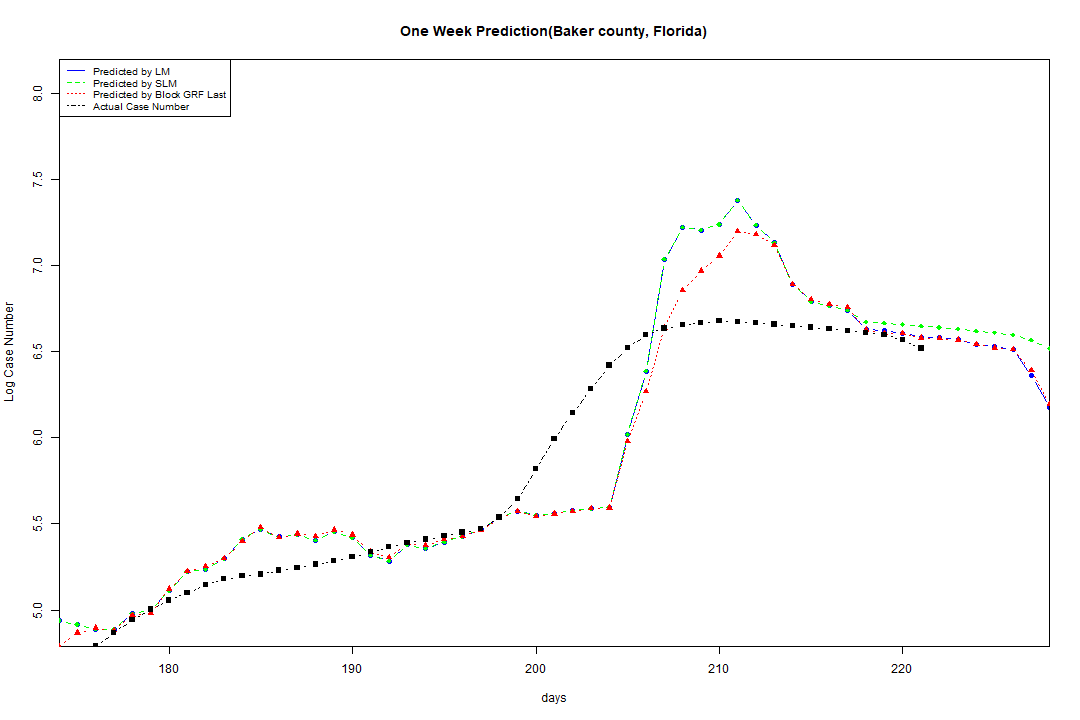 One Week Prediction(Baker county, Florida)
Predicted by LM
Predicted by SLM
Predicted by Block GRF Last
Actual Case Number
8.0
7.5
7.0
6.5
6.0
5.5
5.0
Log Case Number
180 190 200 210 220
days